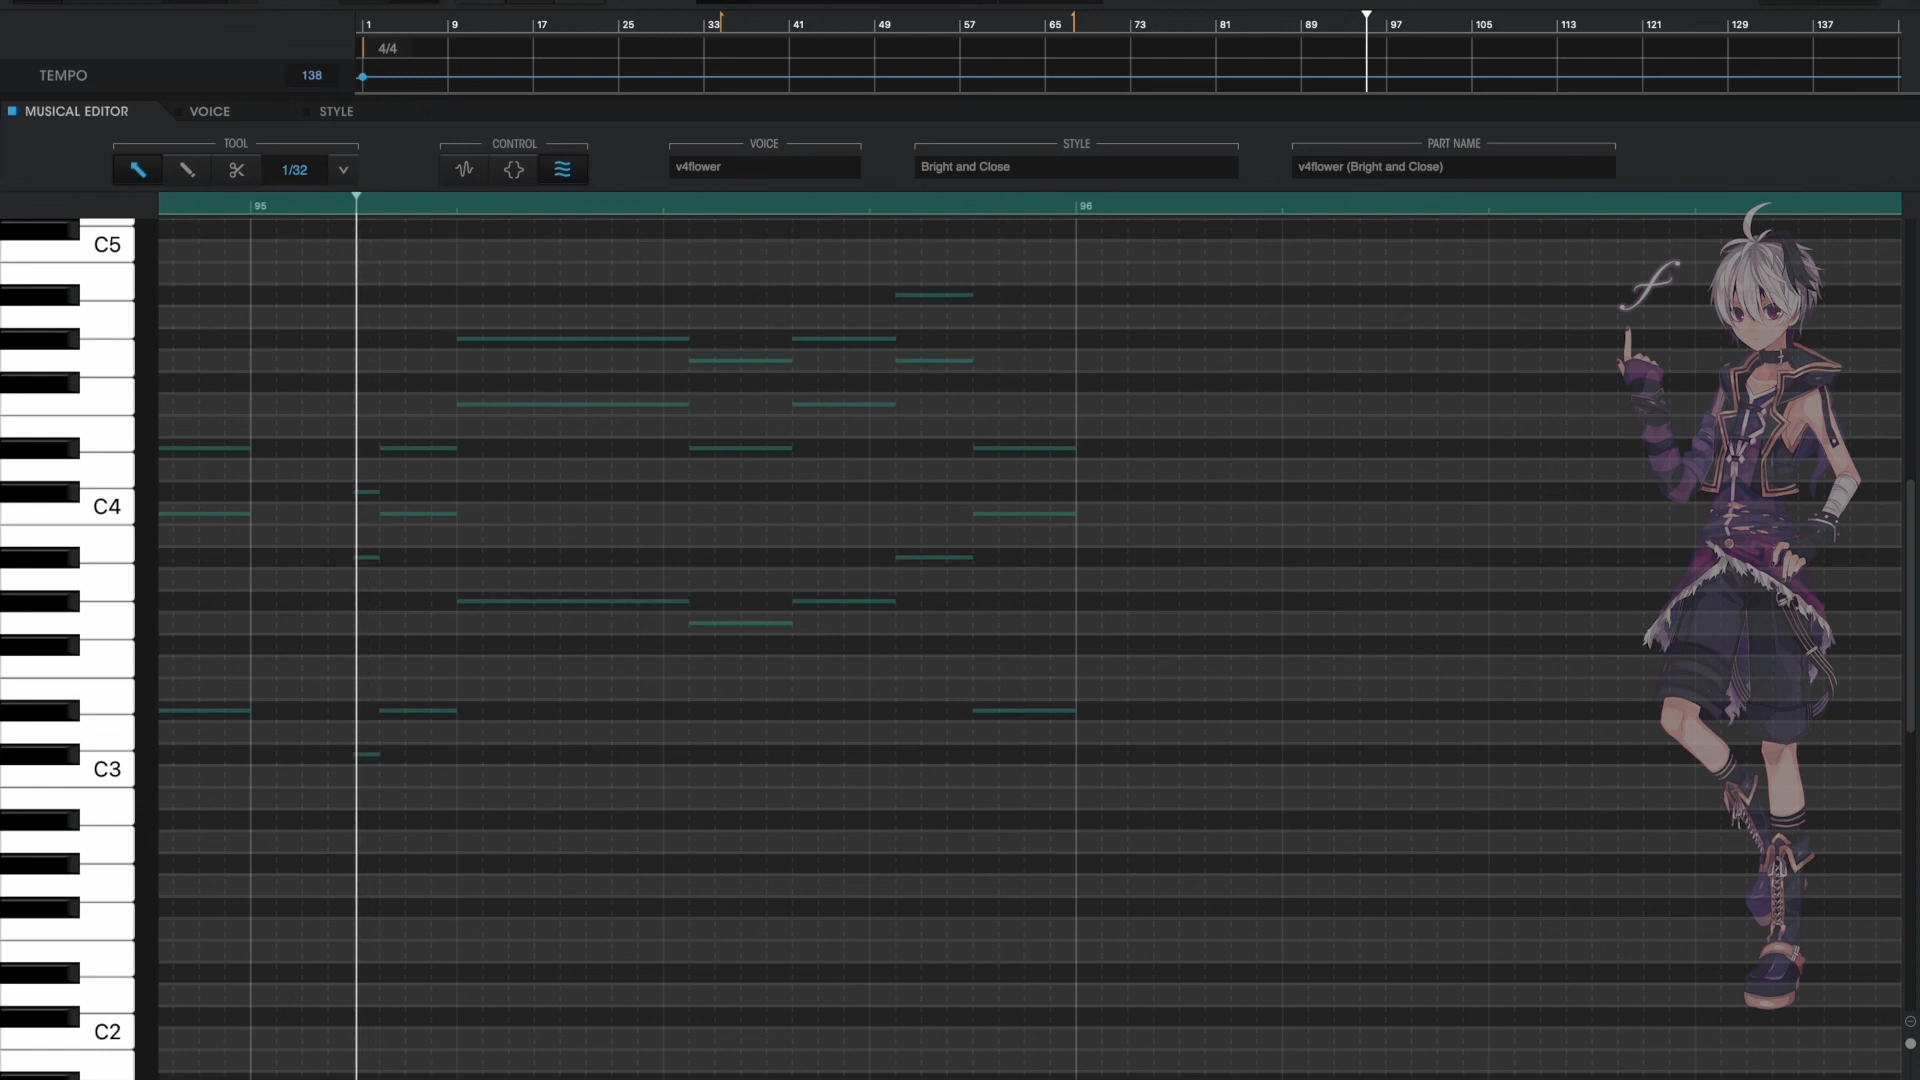 1 9 17 25 33 41 49 57 65 73 81 89 97 105 113 121 129 137
4/4
TEMPO 138
MUSICAL EDITOR VOICE STYLE
TOOL CONTROL VOICE STYLE PART NAME
1/32 v4flower Bright and Close v4flower (Bright and Close)
95 96
C5
f
C4
C3
C2